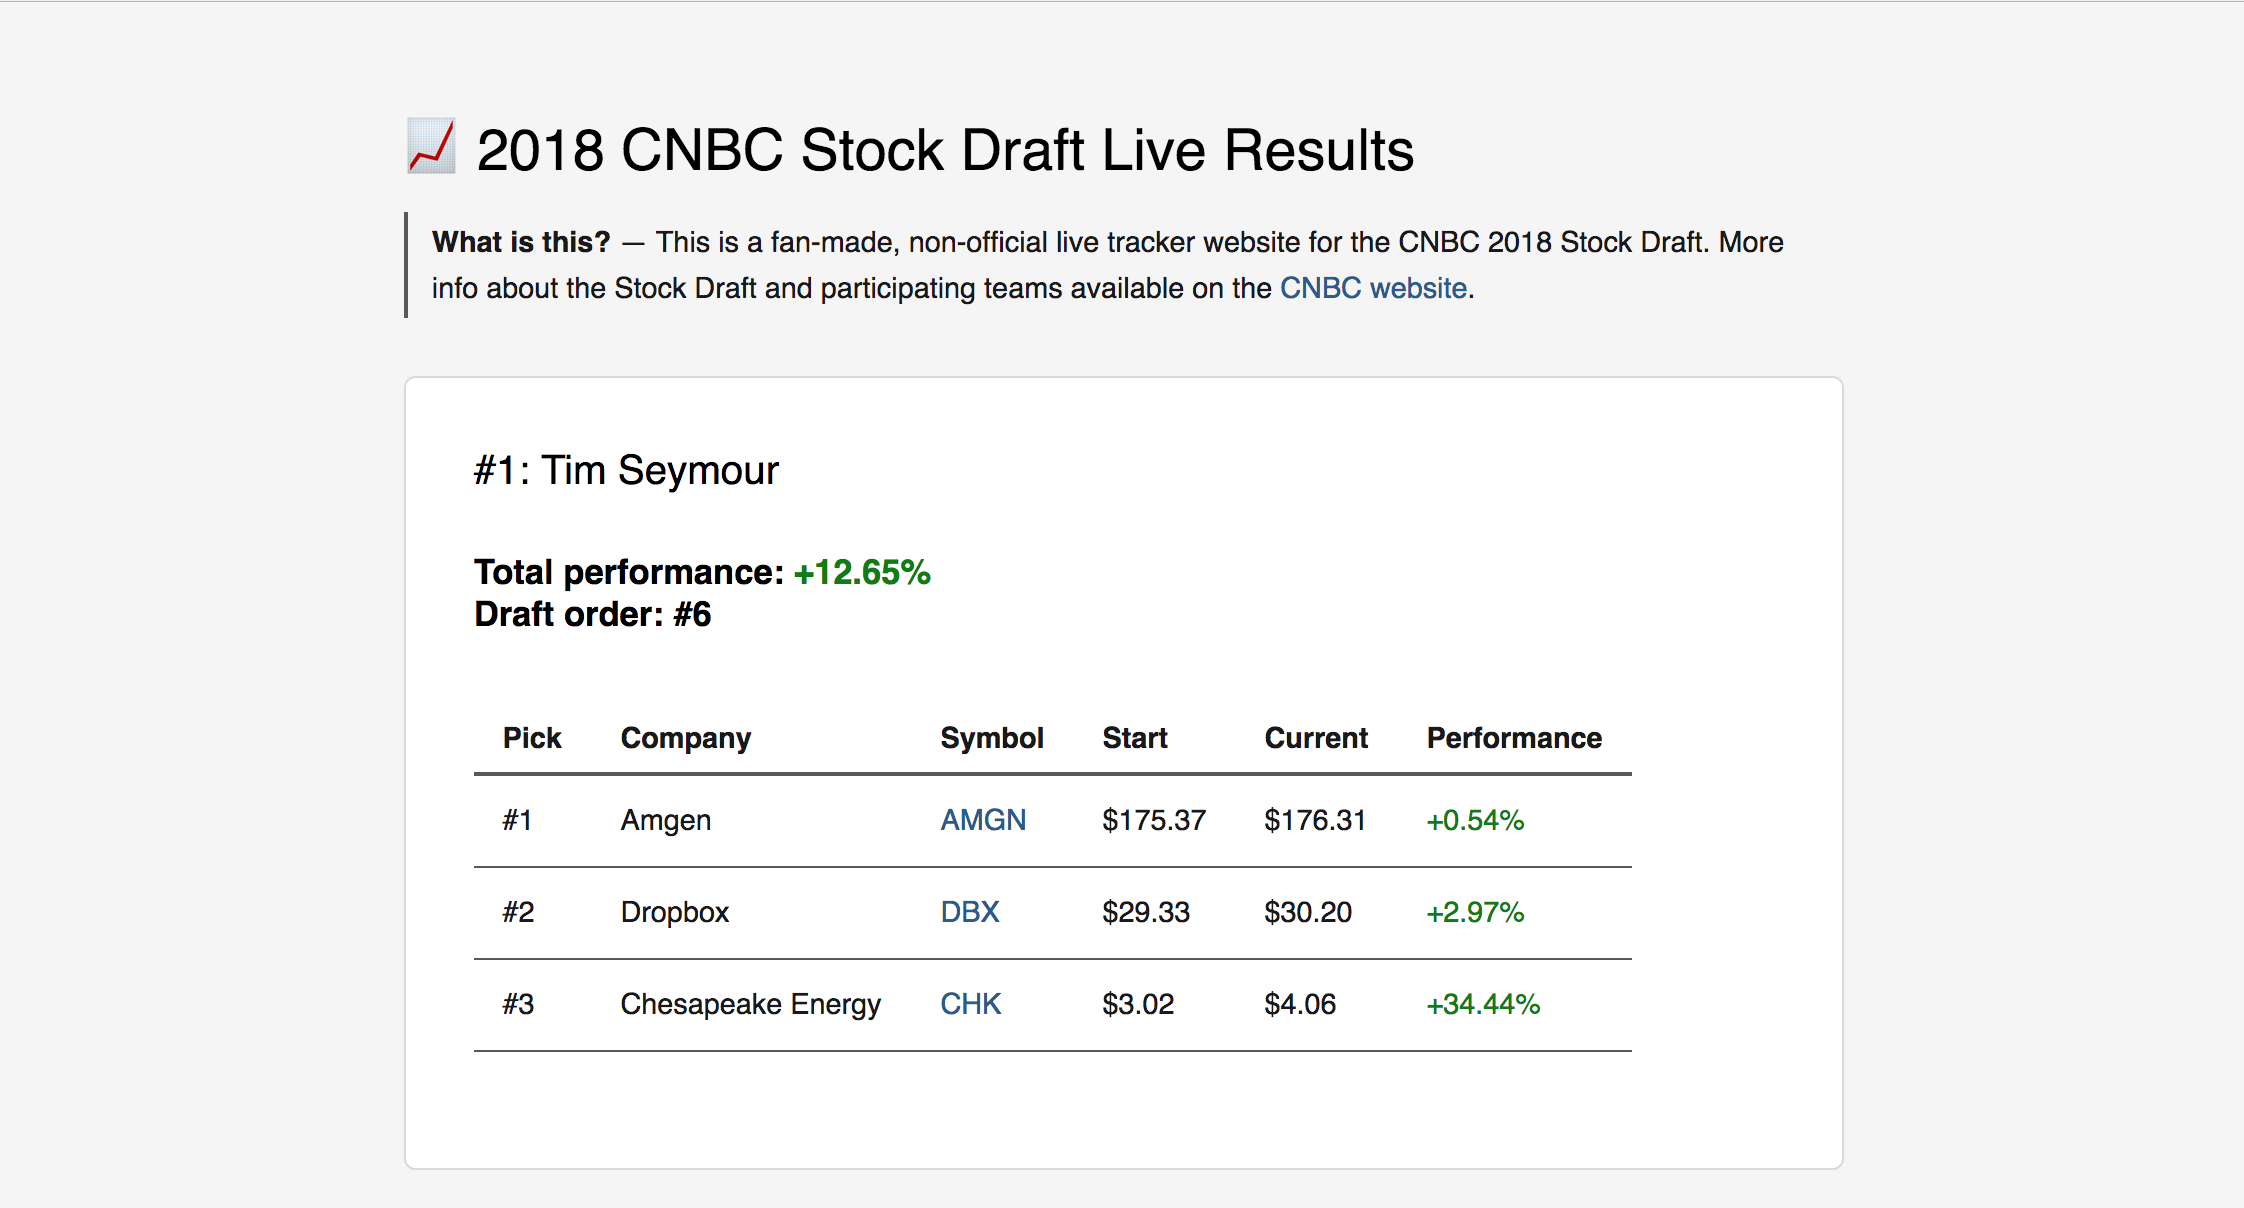 2018 CNBC Stock Draft Live Results
What is this? — This is a fan-made, non-official live tracker website for the CNBC 2018 Stock Draft. More
info about the Stock Draft and participating teams available on the CNBC website.
#1: Tim Seymour
Total performance: +12.65%
Draft order: #6
Pick Company Symbol Start Current Performance
#1 Amgen AMGN $175.37 $176.31 +0.54%
#2 Dropbox DBX $29.33 $30.20 +2.97%
#3 Chesapeake Energy CHK $3.02 $4.06 +34.44%